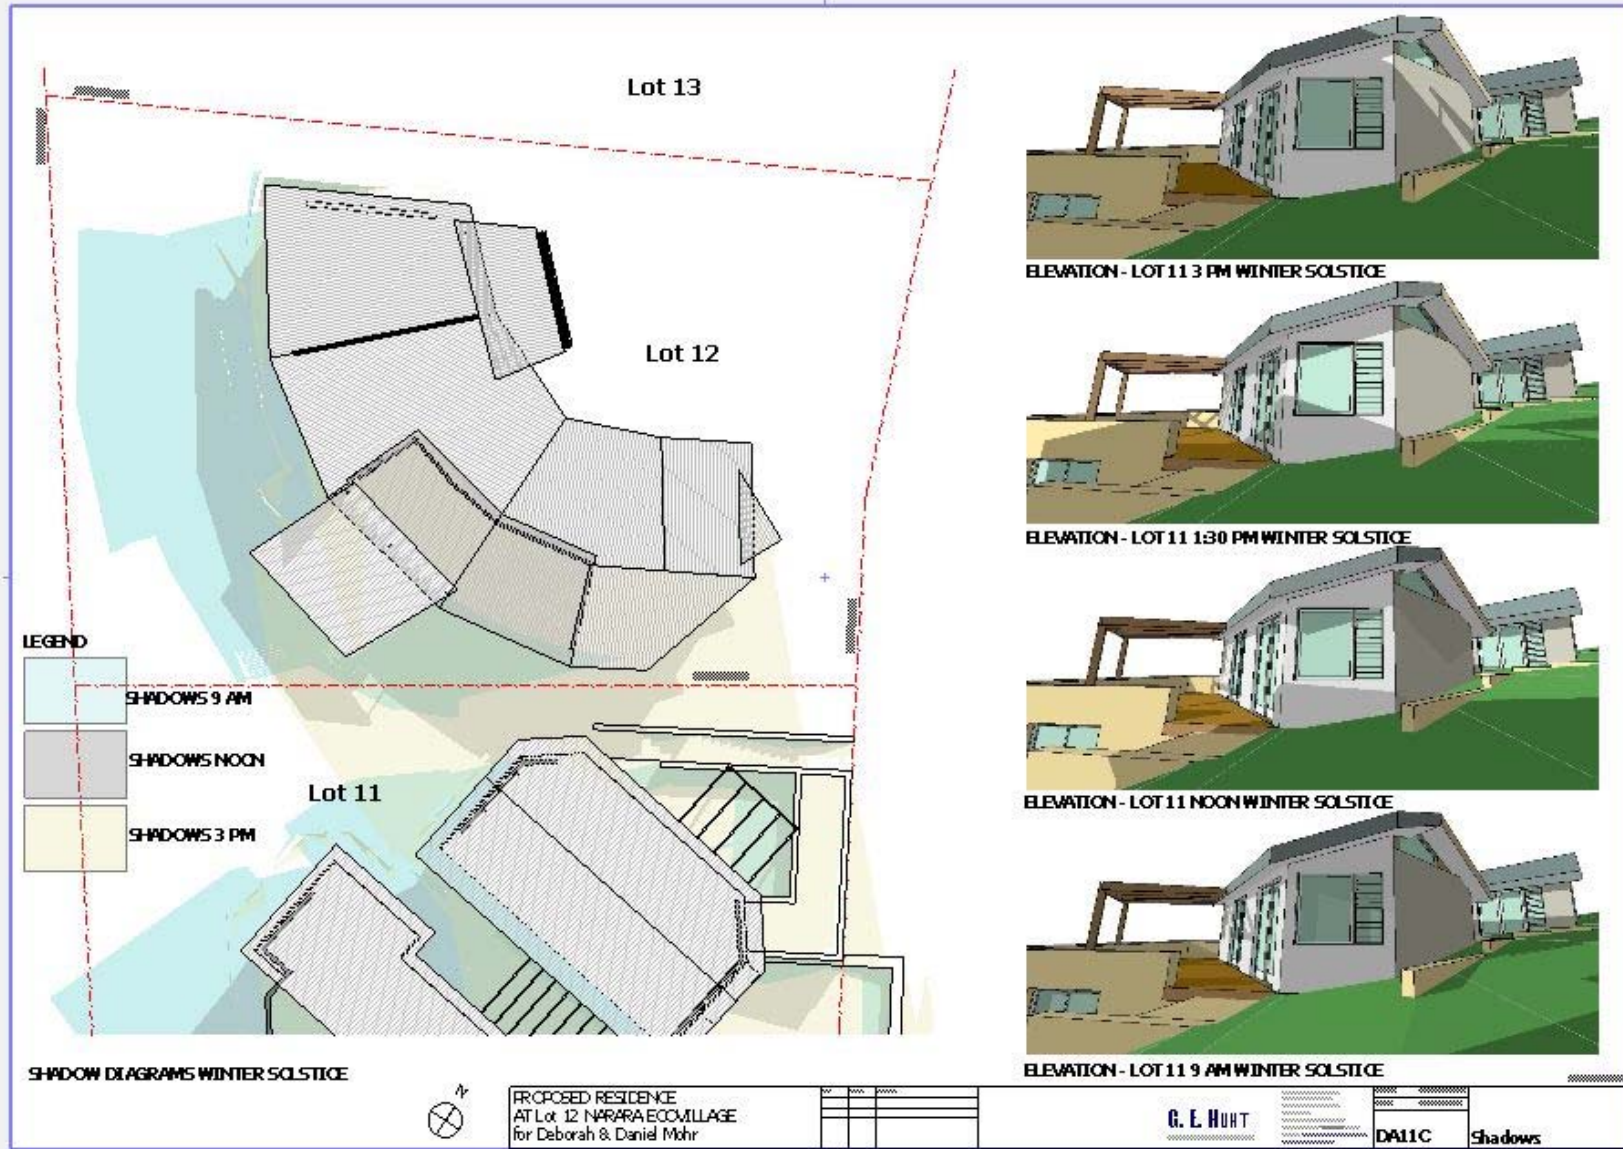 Lot 13
Lot 12
Lot 11
LEGEND
SHADOWS 9 AM
SHADOWS NOON
SHADOWS 3 PM
SHADOW DIAGRAMS WINTER SOLSTICE
ELEVATION - LOT 11 3 PM WINTER SOLSTICE
ELEVATION - LOT 11 1:30 PM WINTER SOLSTICE
ELEVATION - LOT 11 NOON WINTER SOLSTICE
ELEVATION - LOT 11 9 AM WINTER SOLSTICE
N
PROPOSED RESIDENCE
AT Lot 12 NARARA ECOVILLAGE
for Deborah & Daniel Mohr
G. E. HUNT
DA11C
Shadows